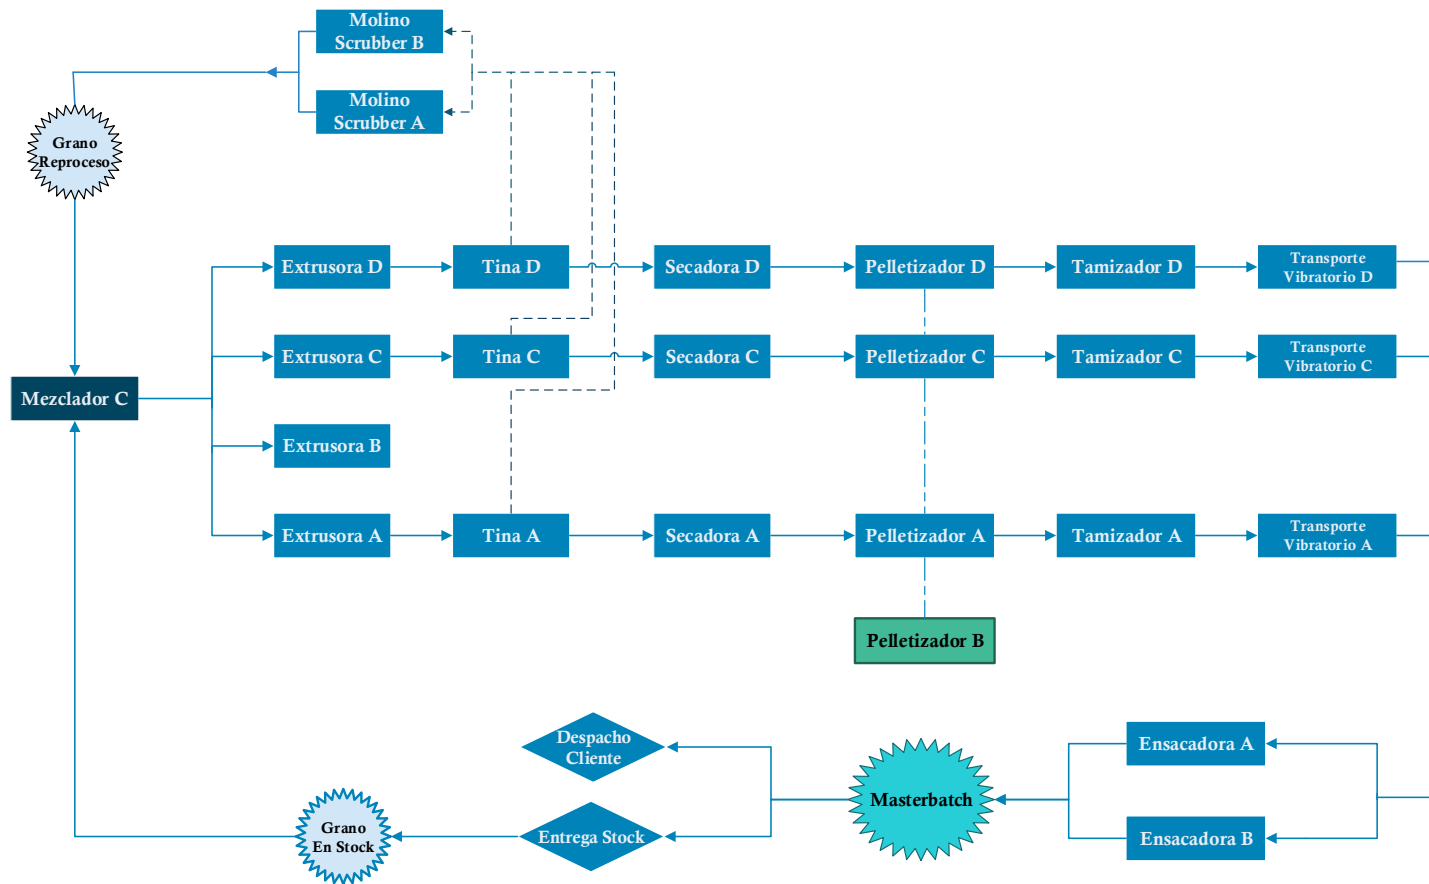 Molino
Scrubber B
Molino
Scrubber A
Grano
Reproceso
Extrusora D
Tina D
Secadora D
Pelletizador D
Tamizador D
Transporte
Vibratorio D
Extrusora C
Tina C
Secadora C
Pelletizador C
Tamizador C
Transporte
Vibratorio C
Mezclador C
Extrusora B
Extrusora A
Tina A
Secadora A
Pelletizador A
Tamizador A
Transporte
Vibratorio A
Pelletizador B
Despacho
Cliente
Ensacadora A
Masterbatch
Grano
En Stock
Entrega Stock
Ensacadora B